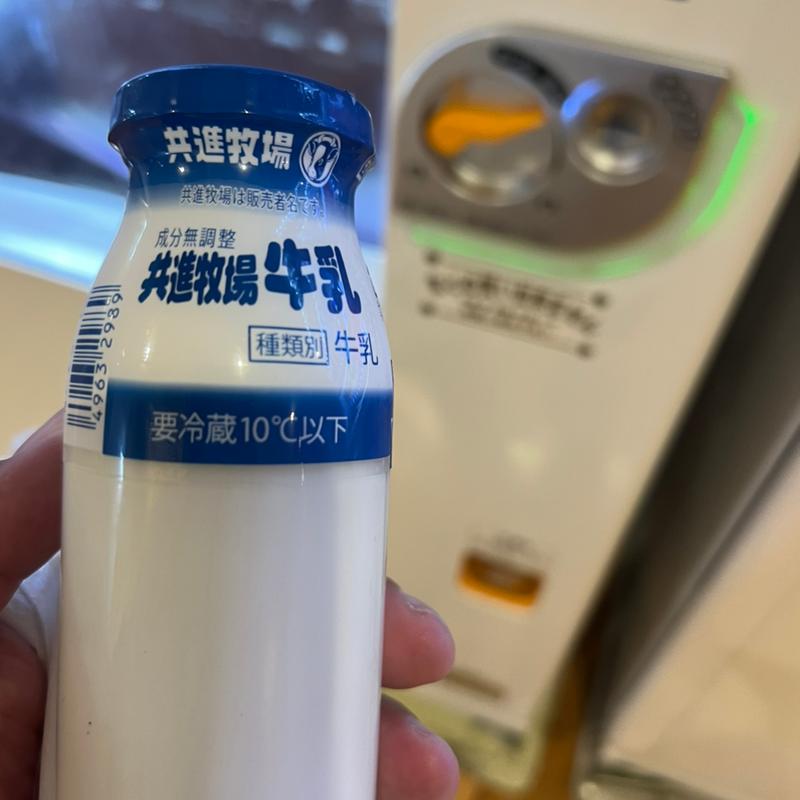 共進牧場
共進牧場は販売者名です。
成分無調整
共進牧場 牛乳
種類別 牛乳
要冷蔵10℃以下
4963 2939